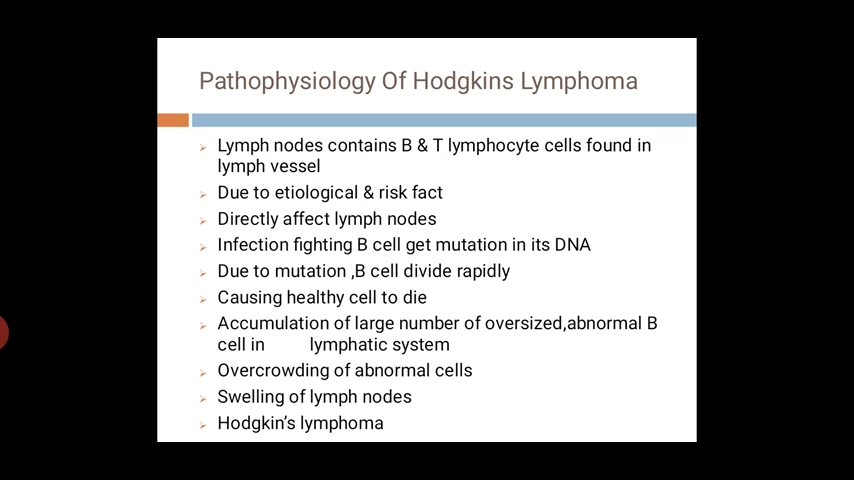 Pathophysiology Of Hodgkins Lymphoma
Lymph nodes contains B & T lymphocyte cells found in
lymph vessel
Due to etiological & risk fact
Directly affect lymph nodes
Infection fighting B cell get mutation in its DNA
Due to mutation ,B cell divide rapidly
Causing healthy cell to die
Accumulation of large number of oversized,abnormal B
cell in lymphatic system
Overcrowding of abnormal cells
Swelling of lymph nodes
Hodgkin’s lymphoma